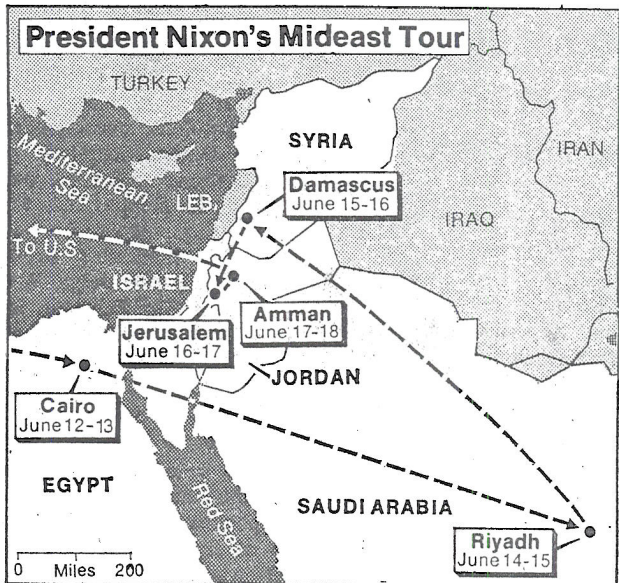 President Nixon's Mideast Tour
TURKEY
Mediterranean
Sea
SYRIA
IRAN
Damascus
June 15-16
LEB.
IRAQ
To U.S.
ISRAEL
Jerusalem
June 16-17
Amman
June 17-18
JORDAN
Cairo
June 12-13
EGYPT
Red Sea
SAUDI ARABIA
Riyadh
June 14-15
0 Miles 200